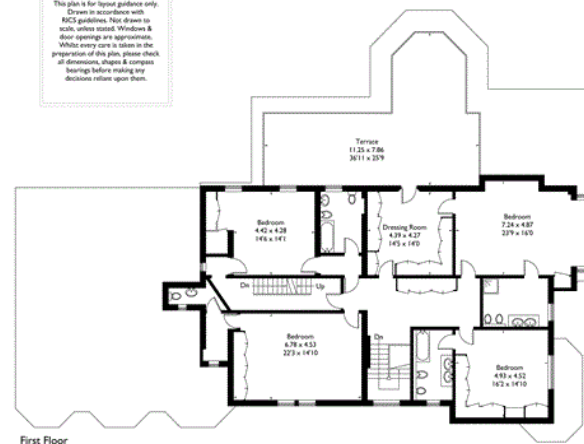 This plan is for layout guidance only.
Drawn in accordance with
RICS guidelines. Not drawn to
scale, unless stated. Windows &
door openings are approximate.
Whilst every care is taken in the
preparation of this plan, please check
all dimensions, shapes & compass
bearings before making any
decisions reliant upon them.
Terrace
11.25 x 7.86
36'11 x 25'9
Bedroom
4.42 x 4.28
14'6 x 14'1
Dressing Room
4.39 x 4.27
14'5 x 14'0
Bedroom
7.24 x 4.87
23'9 x 16'0
Dn
Up
Bedroom
6.78 x 4.53
22'3 x 14'10
Dn
Bedroom
4.93 x 4.52
16'2 x 14'10
First Floor